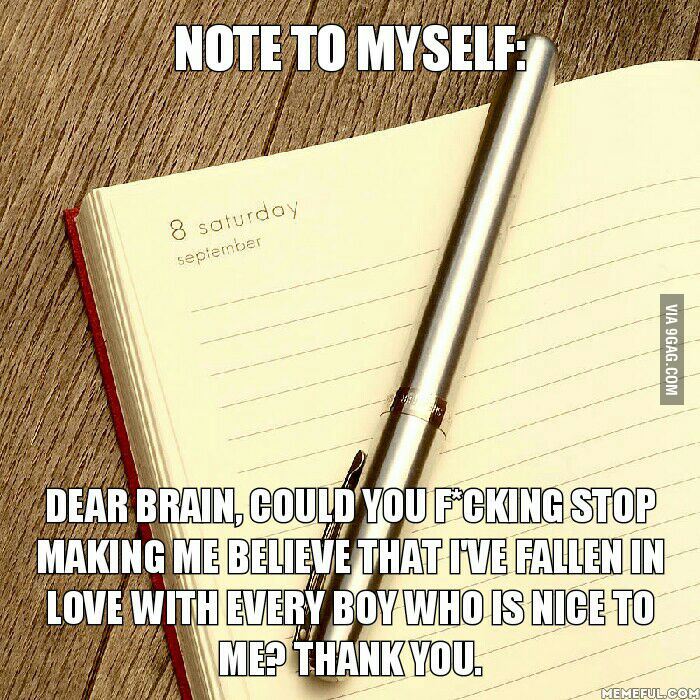 NOTE TO MYSELF:
8 saturday
september
VIA 9GAG.COM
DEAR BRAIN, COULD YOU F*CKING STOP
MAKING ME BELIEVE THAT I'VE FALLEN IN
LOVE WITH EVERY BOY WHO IS NICE TO
ME? THANK YOU.
MEMEFUL.COM